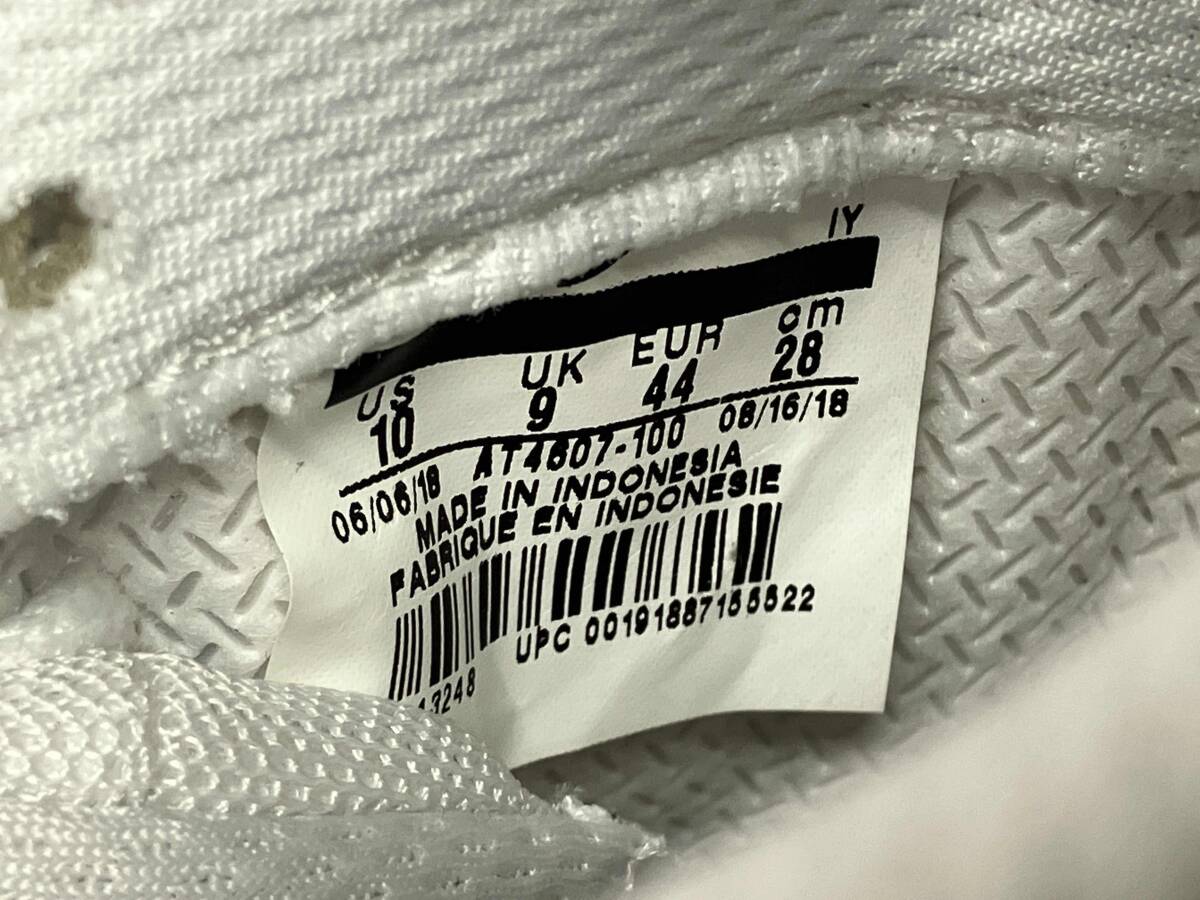 IY
US UK EUR cm
10 9 44 28
06/06/18 AT4607-100 08/16/18
MADE IN INDONESIA
FABRIQUE EN INDONESIE
UPC
3248